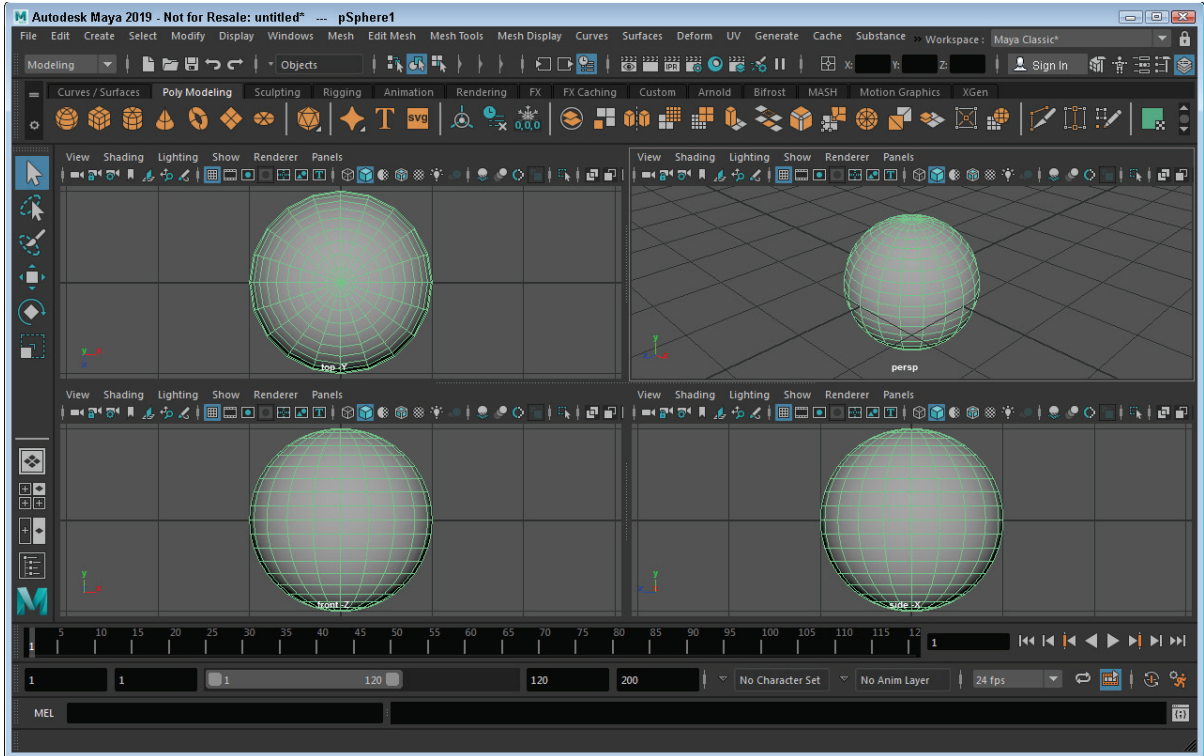 Autodesk Maya 2019 - Not for Resale: untitled* --- pSphere1
File Edit Create Select Modify Display Windows Mesh Edit Mesh Mesh Tools Mesh Display Curves Surfaces Deform UV Generate Cache Substance » Workspace : Maya Classic*
Modeling Objects X: Y: Z: Sign In
Curves / Surfaces Poly Modeling Sculpting Rigging Animation Rendering FX FX Caching Custom Arnold Bifrost MASH Motion Graphics XGen
T svg 0,0,0
View Shading Lighting Show Renderer Panels
View Shading Lighting Show Renderer Panels
top -Y
persp
View Shading Lighting Show Renderer Panels
View Shading Lighting Show Renderer Panels
front -Z
side -X
5 10 15 20 25 30 35 40 45 50 55 60 65 70 75 80 85 90 95 100 105 110 115 12
1 1
1 1 1 120 120 200 No Character Set No Anim Layer 24 fps
MEL